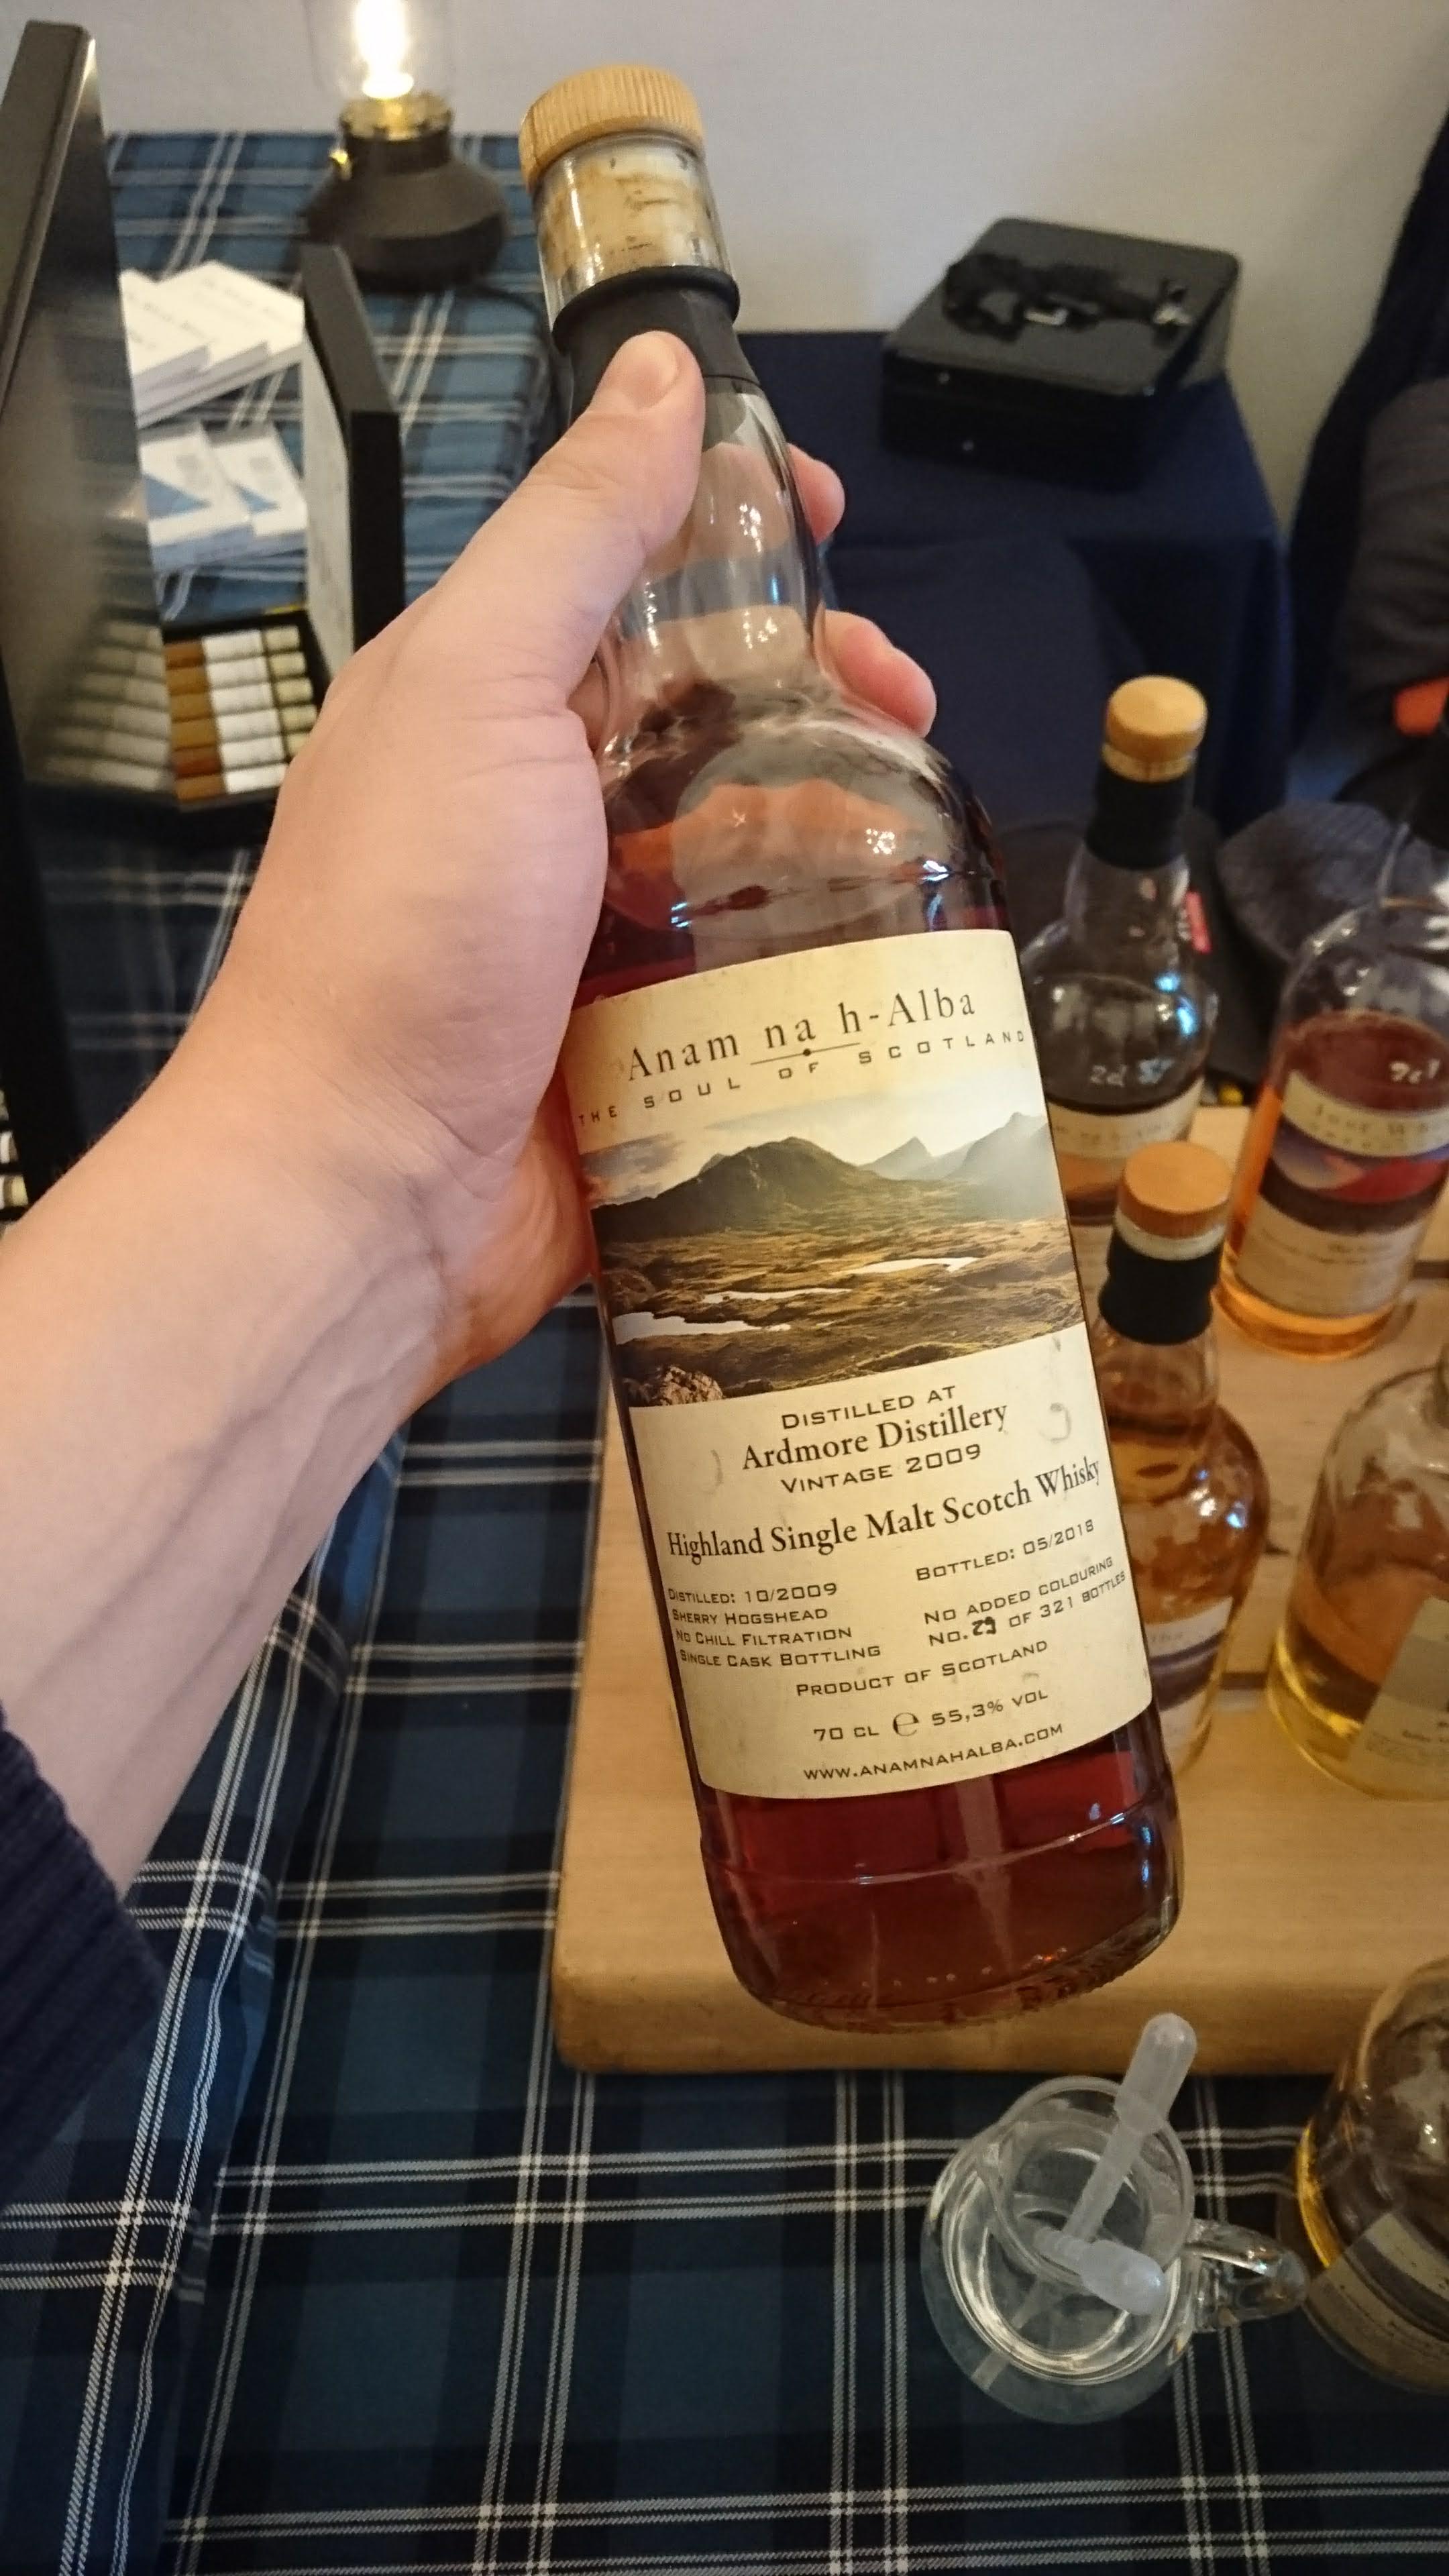 Anam na h-Alba
THE SOUL OF SCOTLAND
DISTILLED AT
Ardmore Distillery
VINTAGE 2009
Highland Single Malt Scotch Whisky
DISTILLED: 10/2009
SHERRY HOGSHEAD
NO CHILL FILTRATION
SINGLE CASK BOTTLING
BOTTLED: 05/2018
NO ADDED COLOURING
NO. 29 OF 321 BOTTLES
PRODUCT OF SCOTLAND
70 CL e 55,3% VOL
WWW.ANAMNAHALBA.COM